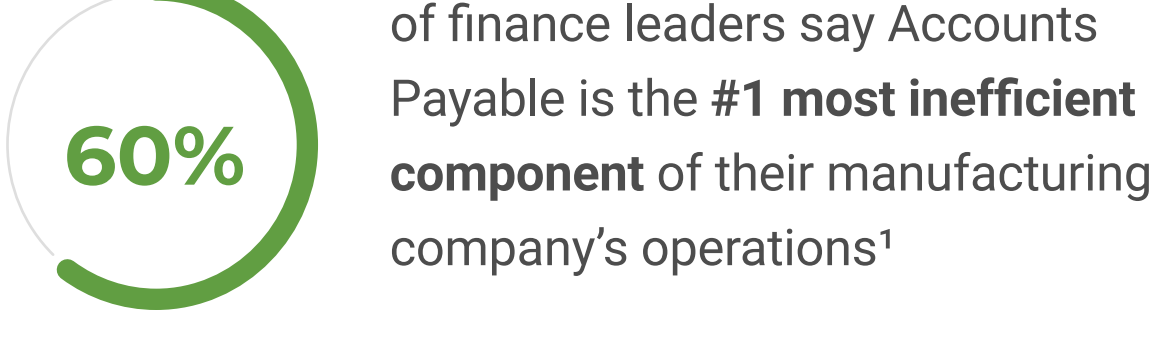 60%
of finance leaders say Accounts
Payable is the #1 most inefficient
component of their manufacturing
company’s operations¹